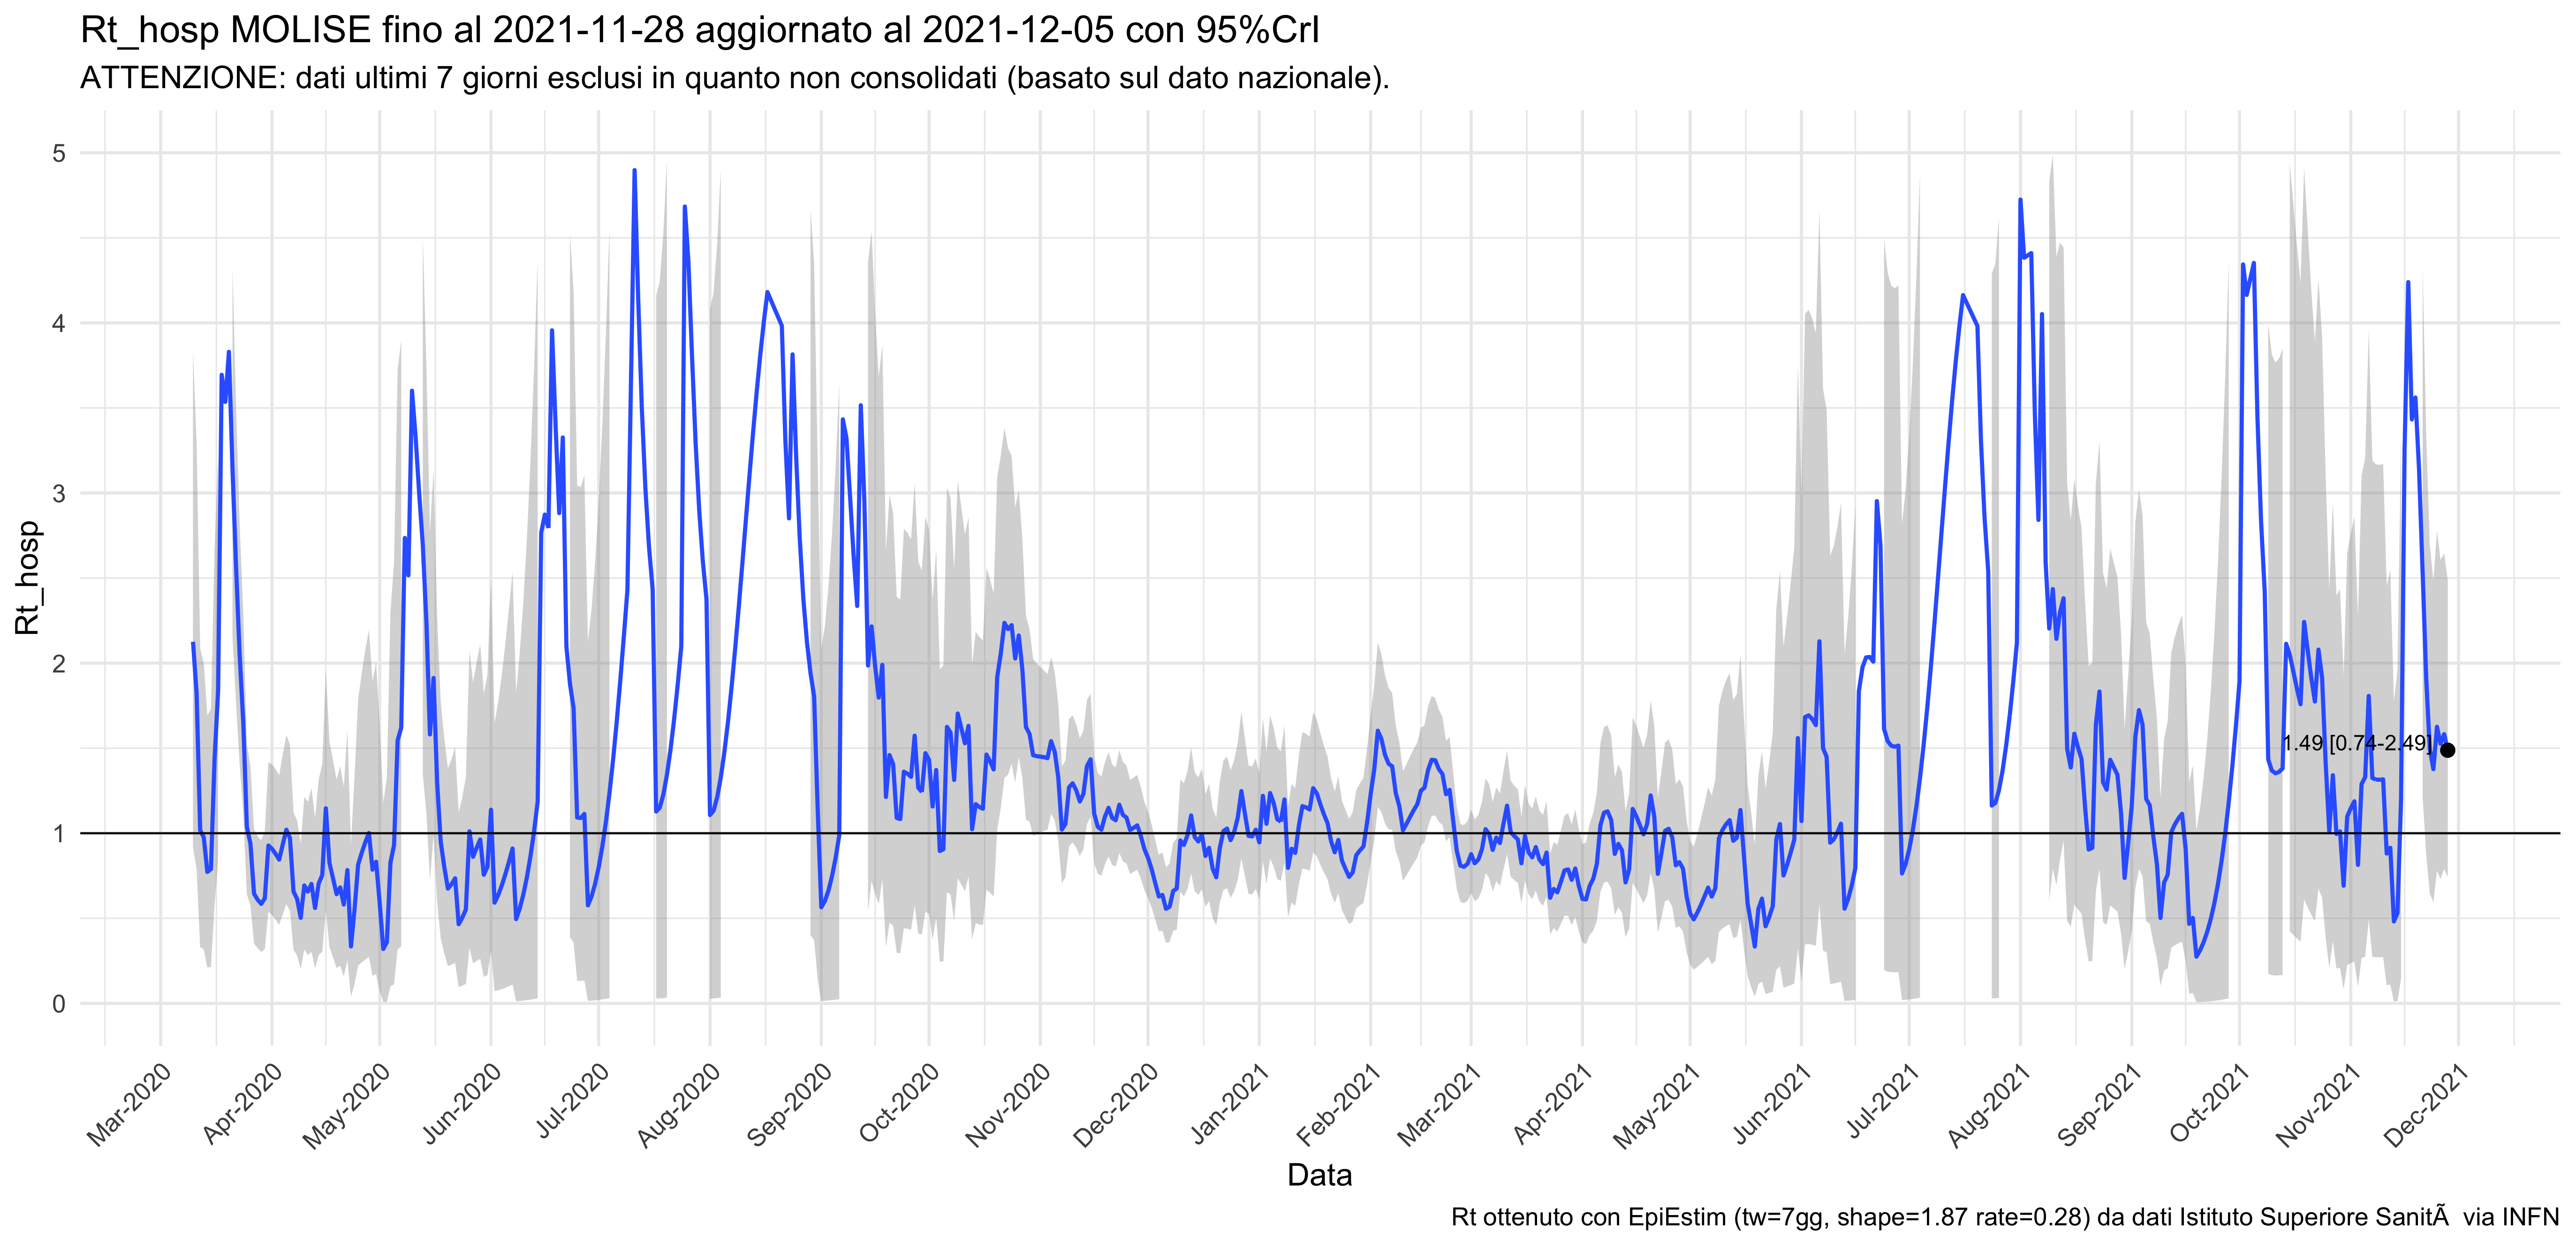 Rt_hosp MOLISE fino al 2021-11-28 aggiornato al 2021-12-05 con 95%CrI
ATTENZIONE: dati ultimi 7 giorni esclusi in quanto non consolidati (basato sul dato nazionale).
5
4
3
2
1
0
Rt_hosp
1.49 [0.74-2.49]
Mar-2020
Apr-2020
May-2020
Jun-2020
Jul-2020
Aug-2020
Sep-2020
Oct-2020
Nov-2020
Dec-2020
Jan-2021
Feb-2021
Mar-2021
Apr-2021
May-2021
Jun-2021
Jul-2021
Aug-2021
Sep-2021
Oct-2021
Nov-2021
Dec-2021
Data
Rt ottenuto con EpiEstim (tw=7gg, shape=1.87 rate=0.28) da dati Istituto Superiore SanitÃ  via INFN